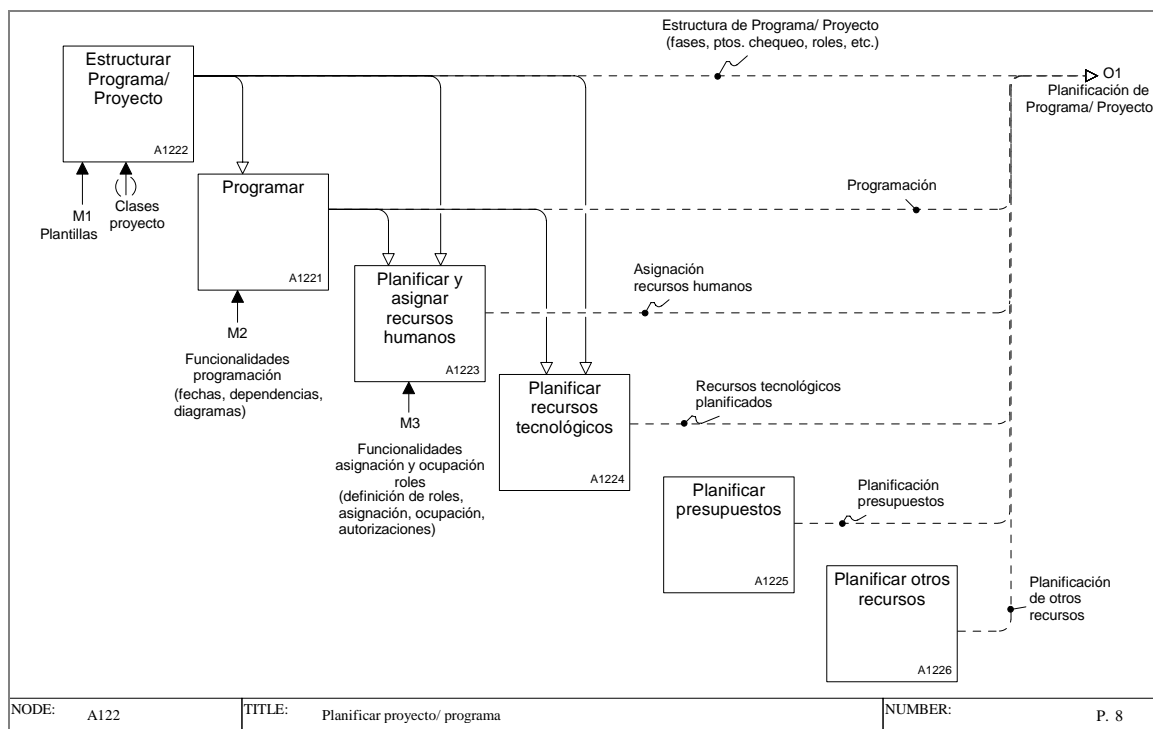 Estructura de Programa/ Proyecto
(fases, ptos. chequeo, roles, etc.)
Estructurar
Programa/
Proyecto
A1222
O1
Planificación de
Programa/ Proyecto
M1
Plantillas
Clases
proyecto
Programar
A1221
Programación
M2
Funcionalidades
programación
(fechas, dependencias,
diagramas)
Planificar y
asignar
recursos
humanos
A1223
Asignación
recursos humanos
M3
Funcionalidades
asignación y ocupación
roles
(definición de roles,
asignación, ocupación,
autorizaciones)
Planificar
recursos
tecnológicos
A1224
Recursos tecnológicos
planificados
Planificar
presupuestos
A1225
Planificación
presupuestos
Planificar otros
recursos
A1226
Planificación
de otros
recursos
NODE: A122
TITLE: Planificar proyecto/ programa
NUMBER: P. 8